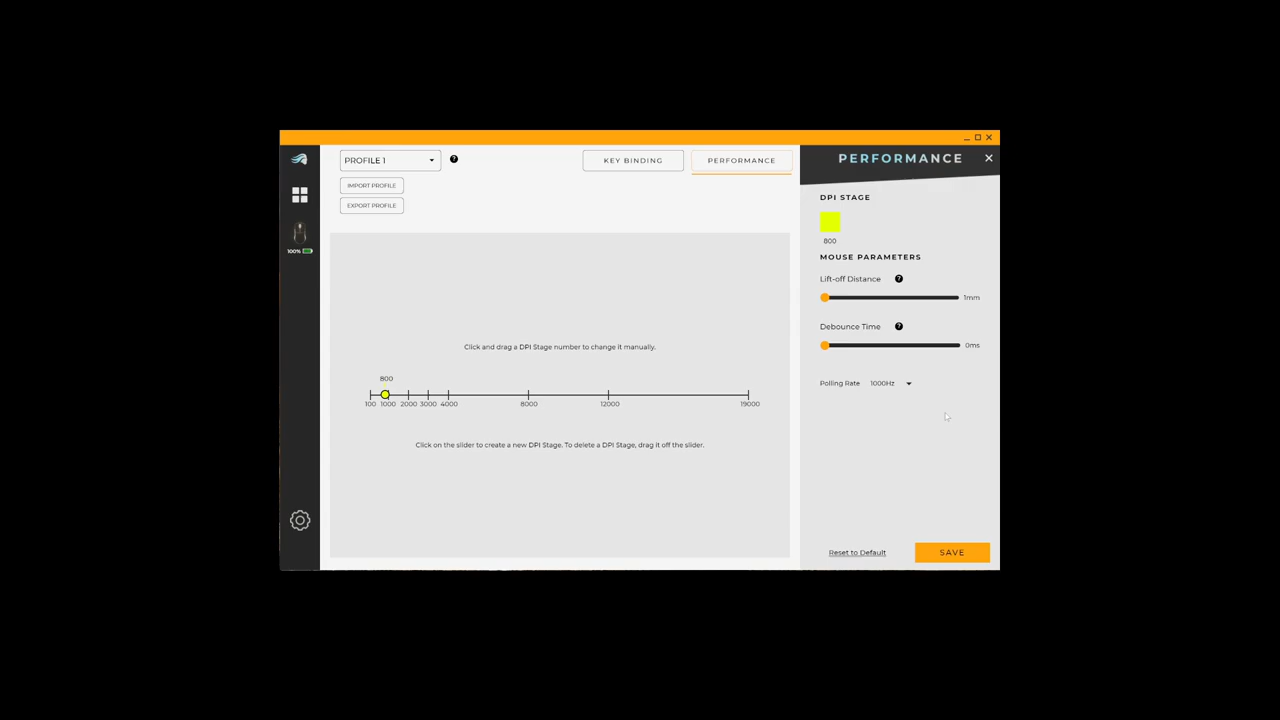 PROFILE 1
?
KEY BINDING
PERFORMANCE
IMPORT PROFILE
EXPORT PROFILE
100%
Click and drag a DPI Stage number to change it manually.
800
100 1000 2000 3000 4000 8000 12000 19000
Click on the slider to create a new DPI Stage. To delete a DPI Stage, drag it off the slider.
PERFORMANCE
DPI STAGE
800
MOUSE PARAMETERS
Lift-off Distance ?
1mm
Debounce Time ?
0ms
Polling Rate 1000Hz
Reset to Default
SAVE